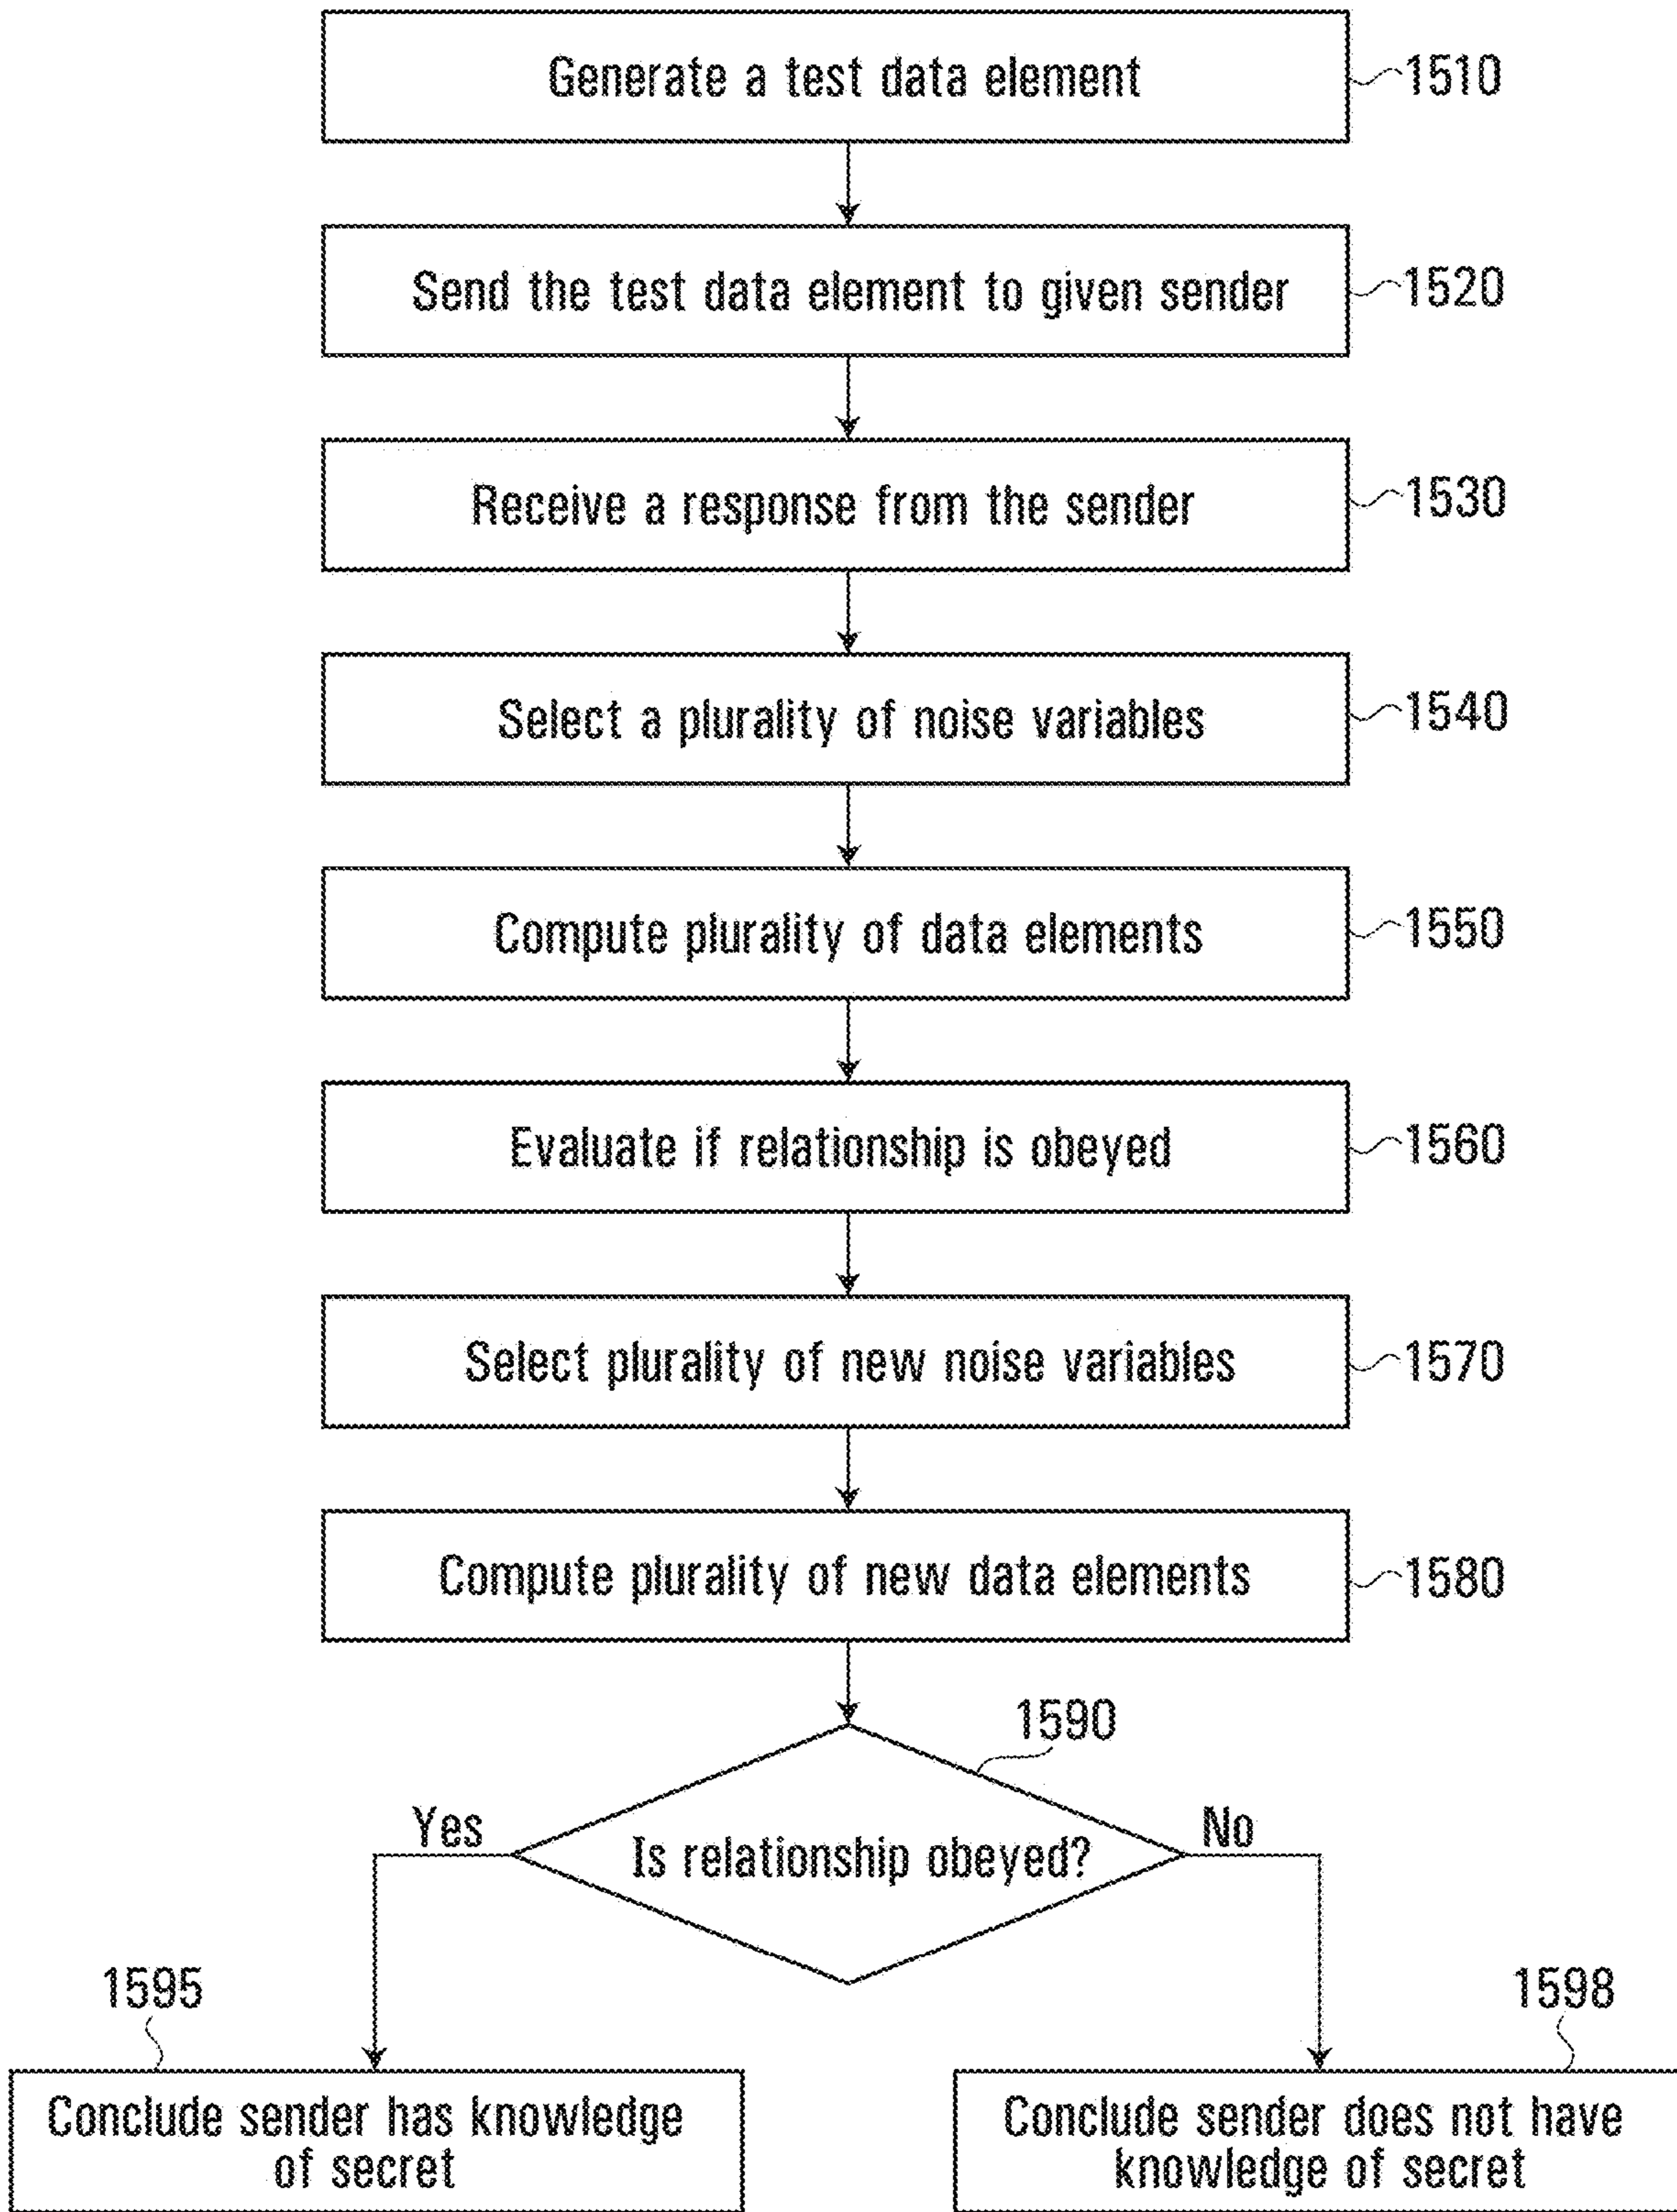 Generate a test data element
1510
Send the test data element to given sender
1520
Receive a response from the sender
1530
Select a plurality of noise variables
1540
Compute plurality of data elements
1550
Evaluate if relationship is obeyed
1560
Select plurality of new noise variables
1570
Compute plurality of new data elements
1580
1590
Yes
Is relationship obeyed?
No
1595
1598
Conclude sender has knowledge
of secret
Conclude sender does not have
knowledge of secret